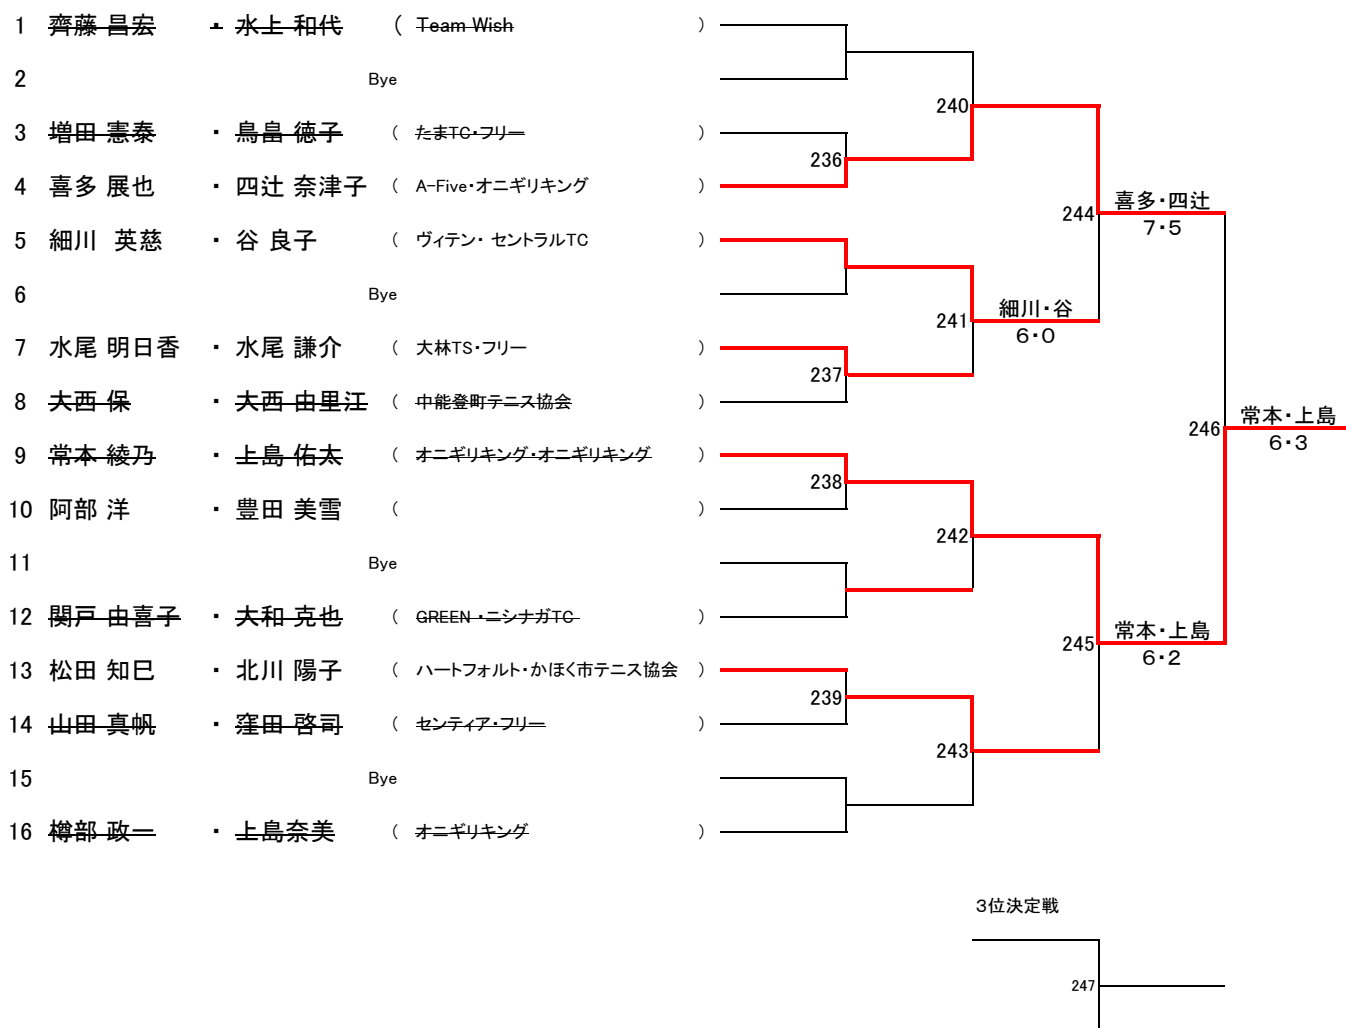 1 齊藤 昌宏 ・ 水上 和代 ( Team Wish )
2 Bye
240
3 増田 憲泰 ・ 鳥畠 徳子 ( たまTC・フリー )
236
4 喜多 展也 ・ 四辻 奈津子 ( A-Five・オニギリキング )
244 喜多・四辻
7・5
5 細川 英慈 ・ 谷 良子 ( ヴィテン・ セントラルTC )
6 Bye
241 細川・谷
6・0
7 水尾 明日香 ・ 水尾 謙介 ( 大林TS・フリー )
237
8 大西 保 ・ 大西 由里江 ( 中能登町テニス協会 )
246 常本・上島
6・3
9 常本 綾乃 ・ 上島 佑太 ( オニギリキング・オニギリキング )
238
10 阿部 洋 ・ 豊田 美雪 ( )
242
11 Bye
12 関戸 由喜子 ・ 大和 克也 ( GREEN ・ニシナガTC )
245 常本・上島
6・2
13 松田 知巳 ・ 北川 陽子 ( ハートフォルト・かほく市テニス協会 )
239
14 山田 真帆 ・ 窪田 啓司 ( センティア・フリー )
243
15 Bye
16 樽部 政一 ・ 上島奈美 ( オニギリキング )
3位決定戦
247